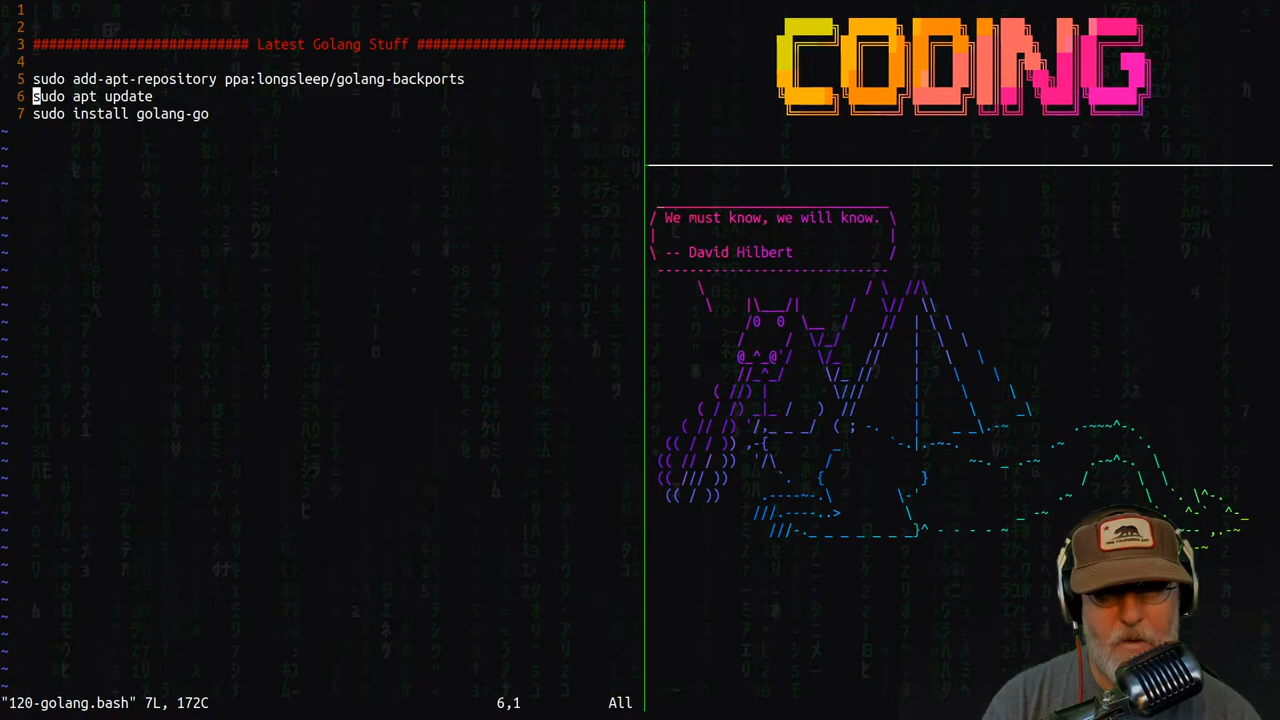 1
2
3 ########################### Latest Golang Stuff ##########################
4
5 sudo add-apt-repository ppa:longsleep/golang-backports
6 sudo apt update
7 sudo install golang-go
"120-golang.bash" 7L, 172C 6,1 All
CODING
We must know, we will know.
-- David Hilbert